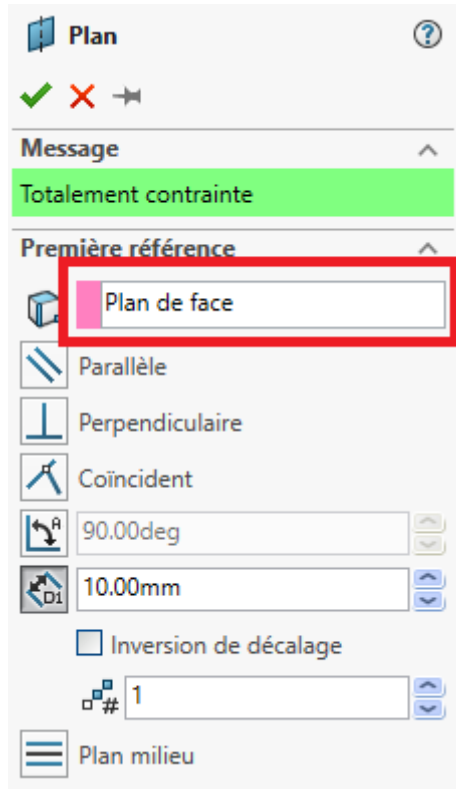 Plan
?
Message
Totalement contrainte
Première référence
Plan de face
Parallèle
Perpendiculaire
Coïncident
A
90.00deg
D1
10.00mm
Inversion de décalage
#
1
Plan milieu